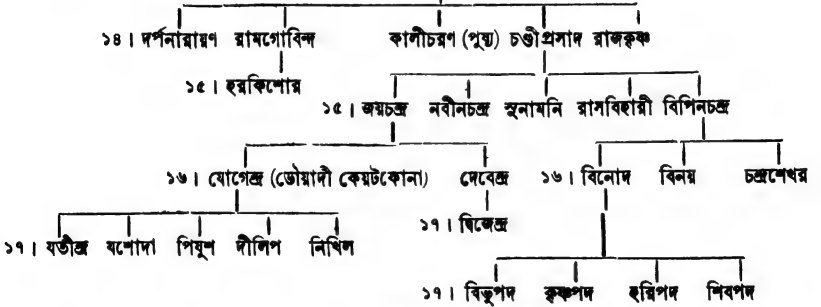 ১৪। দর্পনারায়ণ রামগোবিন্দ কালীচরণ (পুষ্য) চণ্ডীপ্রসাদ রাজকৃষ্ণ
১৫। হরকিশোর
১৫। জয়চন্দ্র নবীনচন্দ্র সুনামনি রাসবিহারী বিপিনচন্দ্র
১৬। যোগেন্দ্র (ভৌয়াদী কেয়টকোনা) দেবেন্দ্র ১৬। বিনোদ বিনয় চন্দ্রশেখর
১৭। দ্বিজেন্দ্র
১৭। যতীন্দ্র যশোদা পিযূশ দীলিপ নিখিল
১৭। বিভূপদ কৃষ্ণপদ হরিপদ শিবপদ